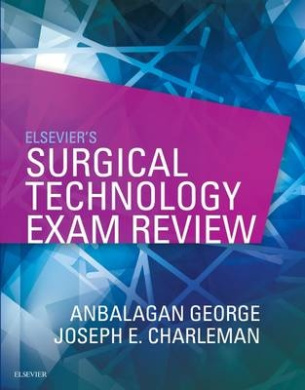 ELSEVIER'S
SURGICAL
TECHNOLOGY
EXAM REVIEW
ANBALAGAN GEORGE
JOSEPH E. CHARLEMAN
ELSEVIER